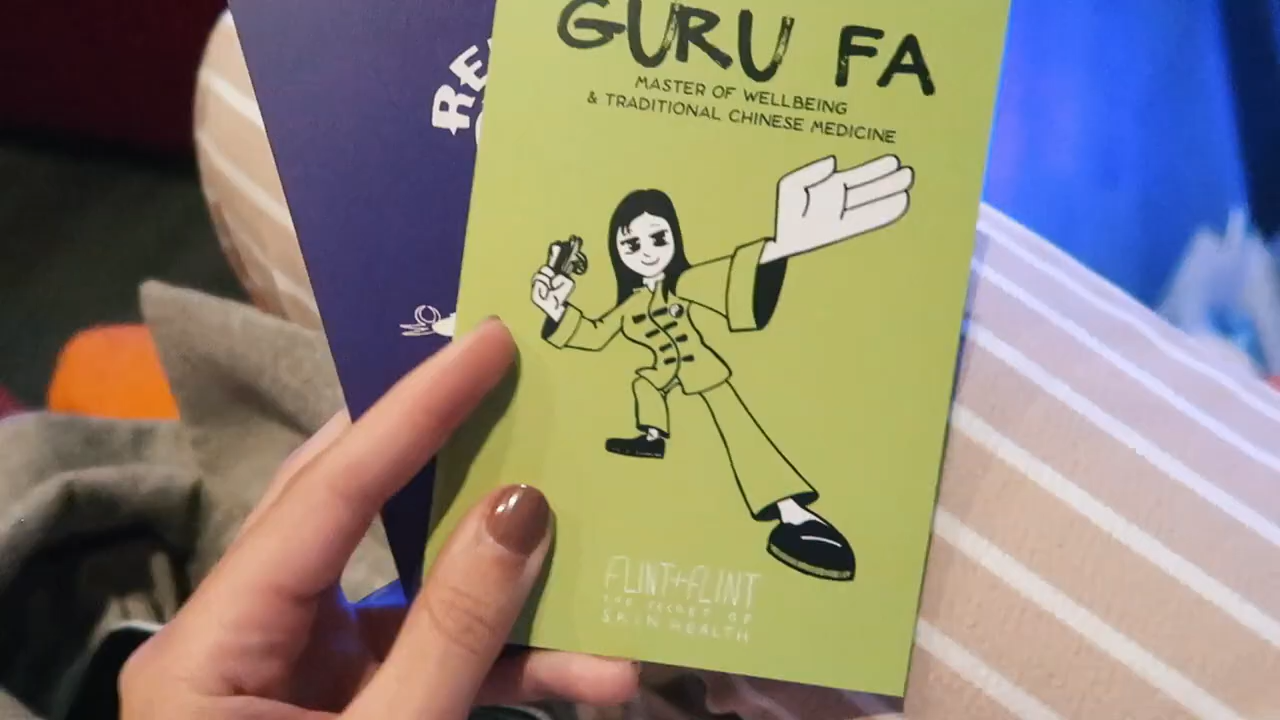 GURU FA
MASTER OF WELLBEING
& TRADITIONAL CHINESE MEDICINE
FLINT+FLINT
THE SECRET OF
SKIN HEALTH